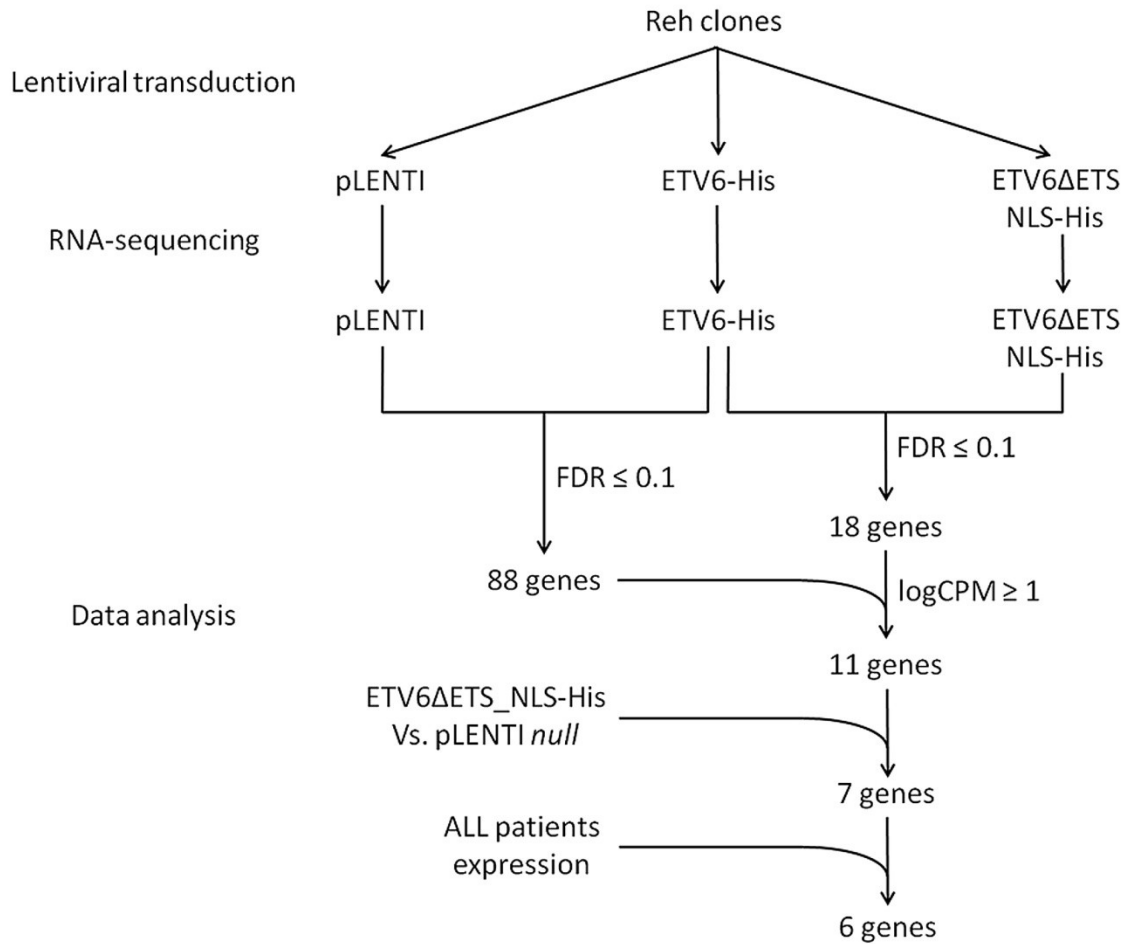 Reh clones
Lentiviral transduction
pLENTI
ETV6-His
ETV6ΔETS
NLS-His
RNA-sequencing
pLENTI
ETV6-His
ETV6ΔETS
NLS-His
FDR ≤ 0.1
FDR ≤ 0.1
18 genes
88 genes
logCPM ≥ 1
Data analysis
11 genes
ETV6ΔETS_NLS-His
Vs. pLENTI null
7 genes
ALL patients
expression
6 genes